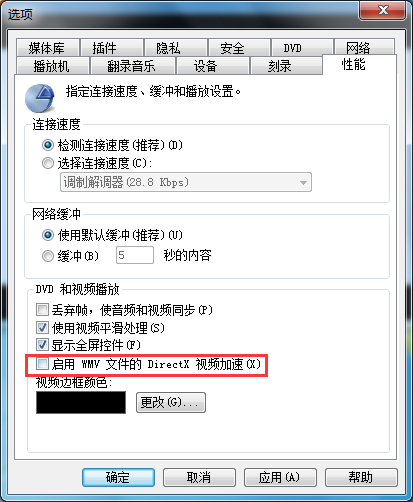 选项
媒体库 插件 隐私 安全 DVD 网络
播放机 翻录音乐 设备 刻录 性能
指定连接速度、缓冲和播放设置。
连接速度
检测连接速度(推荐)(D)
选择连接速度(C):
调制解调器(28.8 Kbps)
网络缓冲
使用默认缓冲(推荐)(U)
缓冲(B) 5 秒的内容
DVD 和视频播放
丢弃帧，使音频和视频同步(P)
使用视频平滑处理(S)
显示全屏控件(F)
启用 WMV 文件的 DirectX 视频加速(X)
视频边框颜色:
更改(G)...
确定 取消 应用(A) 帮助